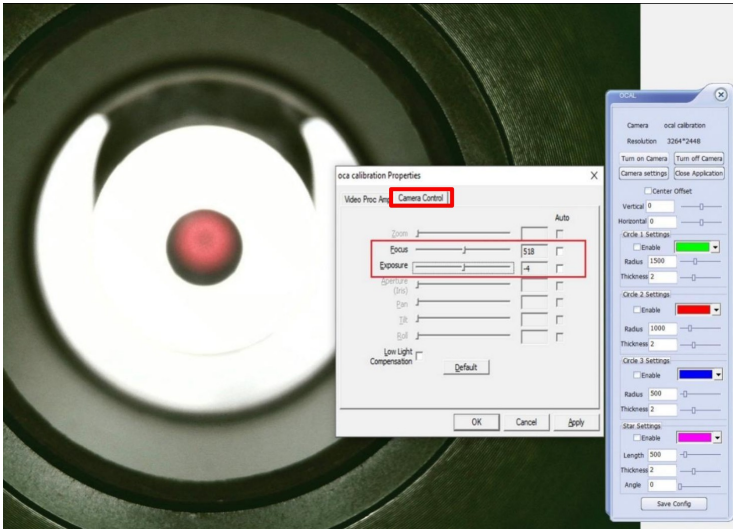 oca calibration Properties X
Video Proc Amp Camera Control
Auto
Zoom
Focus 518
Exposure -4
Aperture
(Iris)
Pan
Tilt
Roll
Low Light
Compensation
Default
OK Cancel Apply
OCAL
Camera ocal calibration
Resolution 3264*2448
Turn on Camera Turn off Camera
Camera settings Close Application
Center Offset
Vertical 0
Horizontal 0
Circle 1 Settings
Enable
Radius 1500
Thickness 2
Circle 2 Settings
Enable
Radius 1000
Thickness 2
Circle 3 Settings
Enable
Radius 500
Thickness 2
Star Settings
Enable
Length 500
Thickness 2
Angle 0
Save Config